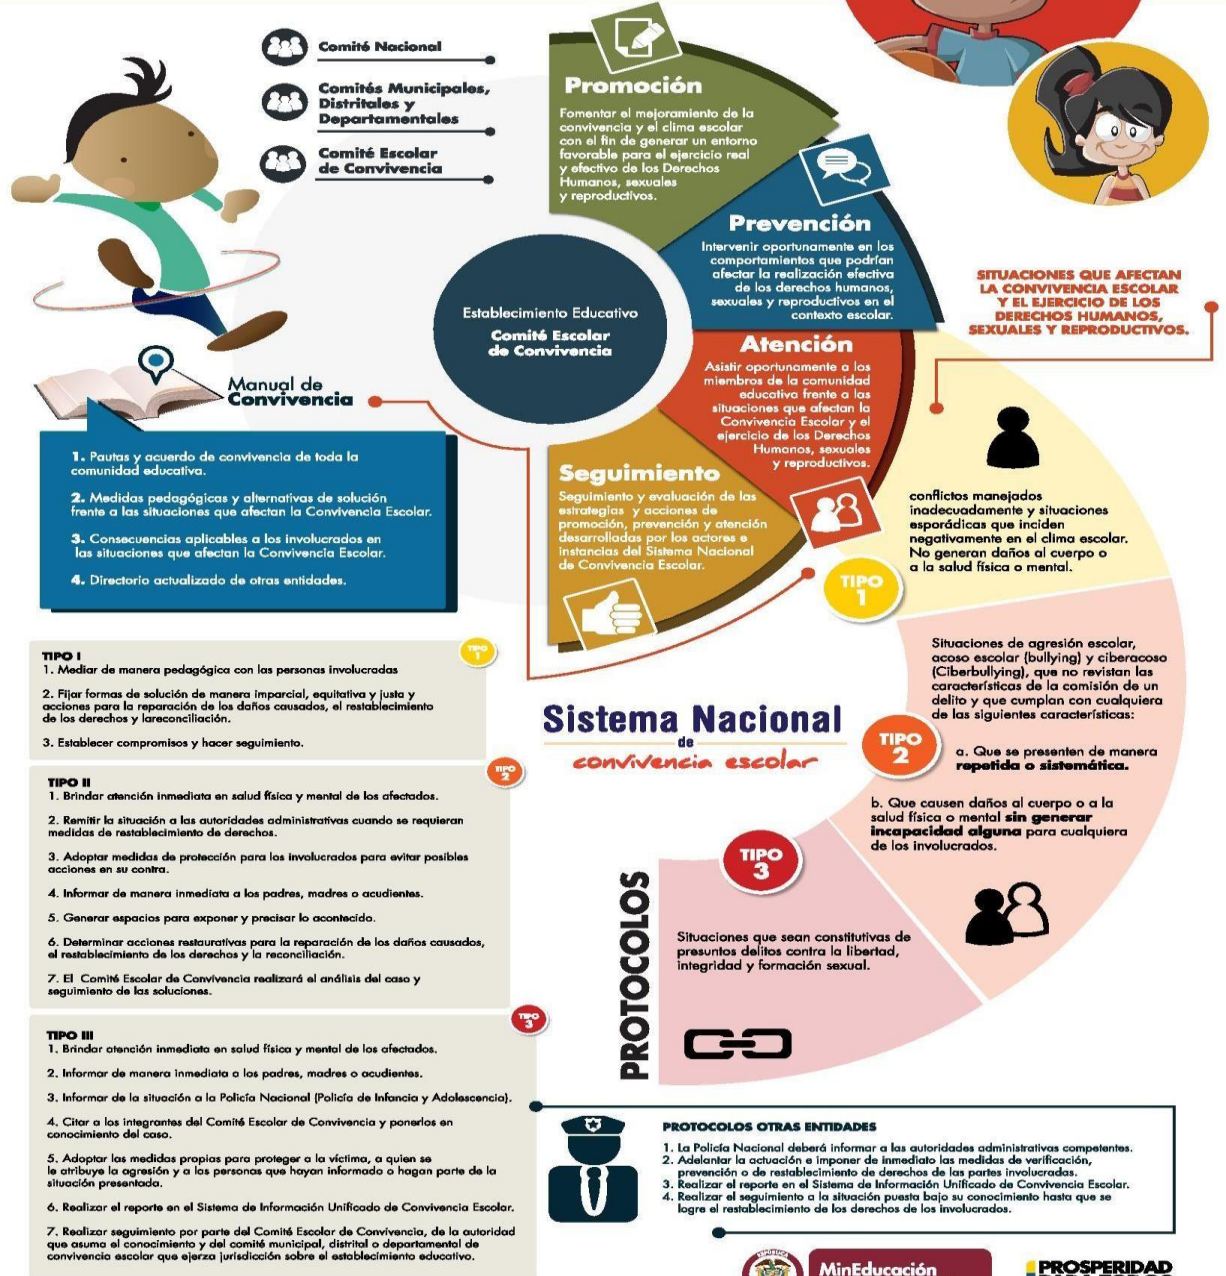 Comité Nacional
Comités Municipales,
Distritales y
Departamentales
Comité Escolar
de Convivencia
Promoción
Fomentar el mejoramiento de la
convivencia y el clima escolar
con el fin de generar un entorno
favorable para el ejercicio real
y efectivo de los Derechos
Humanos, sexuales
y reproductivos.
Prevención
Intervenir oportunamente en los
comportamientos que podrían
afectar la realización efectiva
de los derechos humanos,
sexuales y reproductivos en el
contexto escolar.
Establecimiento Educativo
Comité Escolar
de Convivencia
Atención
Asistir oportunamente a los
miembros de la comunidad
educativa frente a las
situaciones que afectan la
Convivencia Escolar y el
ejercicio de los Derechos
Humanos, sexuales
y reproductivos.
Seguimiento
Seguimiento y evaluación de las
estrategias y acciones de
promoción, prevención y atención
desarrolladas por los actores e
instancias del Sistema Nacional
de Convivencia Escolar.
SITUACIONES QUE AFECTAN
LA CONVIVENCIA ESCOLAR
Y EL EJERCICIO DE LOS
DERECHOS HUMANOS,
SEXUALES Y REPRODUCTIVOS.
Manual de
Convivencia
1. Pautas y acuerdo de convivencia de toda la
comunidad educativa.
2. Medidas pedagógicas y alternativas de solución
frente a las situaciones que afectan la Convivencia Escolar.
3. Consecuencias aplicables a los involucrados en
las situaciones que afectan la Convivencia Escolar.
4. Directorio actualizado de otras entidades.
conflictos manejados
inadecuadamente y situaciones
esporádicas que inciden
negativamente en el clima escolar.
No generan daños al cuerpo o
a la salud física o mental.
TIPO
1
Situaciones de agresión escolar,
acoso escolar (bullying) y ciberacoso
(Ciberbullying), que no revistan las
características de la comisión de un
delito y que cumplan con cualquiera
de las siguientes características:
TIPO
2
a. Que se presenten de manera
repetida o sistemática.
b. Que causen daños al cuerpo o a la
salud física o mental sin generar
incapacidad alguna para cualquiera
de los involucrados.
Sistema Nacional
de
convivencia escolar
TIPO
3
Situaciones que sean constitutivas de
presuntos delitos contra la libertad,
integridad y formación sexual.
PROTOCOLOS
TIPO
1
TIPO I
1. Mediar de manera pedagógica con las personas involucradas
2. Fijar formas de solución de manera imparcial, equitativa y justa y
acciones para la reparación de los daños causados, el restablecimiento
de los derechos y lareconciliación.
3. Establecer compromisos y hacer seguimiento.
TIPO
2
TIPO II
1. Brindar atención inmediata en salud física y mental de los afectados.
2. Remitir la situación a las autoridades administrativas cuando se requieran
medidas de restablecimiento de derechos.
3. Adoptar medidas de protección para los involucrados para evitar posibles
acciones en su contra.
4. Informar de manera inmediata a los padres, madres o acudientes.
5. Generar espacios para exponer y precisar lo acontecido.
6. Determinar acciones restaurativas para la reparación de los daños causados,
el restablecimiento de los derechos y la reconciliación.
7. El Comité Escolar de Convivencia realizará el análisis del caso y
seguimiento de las soluciones.
TIPO
3
TIPO III
1. Brindar atención inmediata en salud física y mental de los afectados.
2. Informar de manera inmediata a los padres, madres o acudientes.
3. Informar de la situación a la Policía Nacional (Policía de Infancia y Adolescencia).
4. Citar a los integrantes del Comité Escolar de Convivencia y ponerlos en
conocimiento del caso.
5. Adoptar las medidas propias para proteger a la víctima, a quien se
le atribuye la agresión y a las personas que hayan informado o hagan parte de la
situación presentada.
6. Realizar el reporte en el Sistema de Información Unificado de Convivencia Escolar.
7. Realizar seguimiento por parte del Comité Escolar de Convivencia, de la autoridad
que asuma el conocimiento y del comité municipal, distrital o departamental de
convivencia escolar que ejerza jurisdicción sobre el establecimiento educativo.
PROTOCOLOS OTRAS ENTIDADES
1. La Policía Nacional deberá informar a las autoridades administrativas competentes.
2. Adelantar la actuación e imponer de inmediato las medidas de verificación,
prevención o de restablecimiento de derechos de las partes involucradas.
3. Realizar el reporte en el Sistema de Información Unificado de Convivencia Escolar.
4. Realizar el seguimiento a la situación puesta bajo su conocimiento hasta que se
logre el restablecimiento de los derechos de los involucrados.
MinEducación
PROSPERIDAD